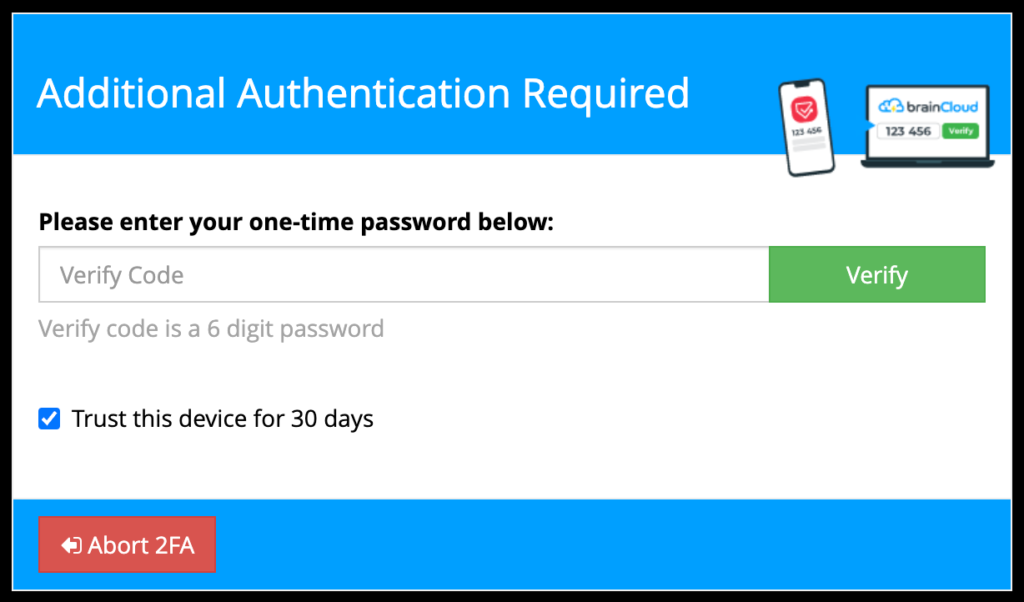 Additional Authentication Required
123 456
brainCloud
123 456 Verify
Please enter your one-time password below:
Verify Code Verify
Verify code is a 6 digit password
Trust this device for 30 days
Abort 2FA